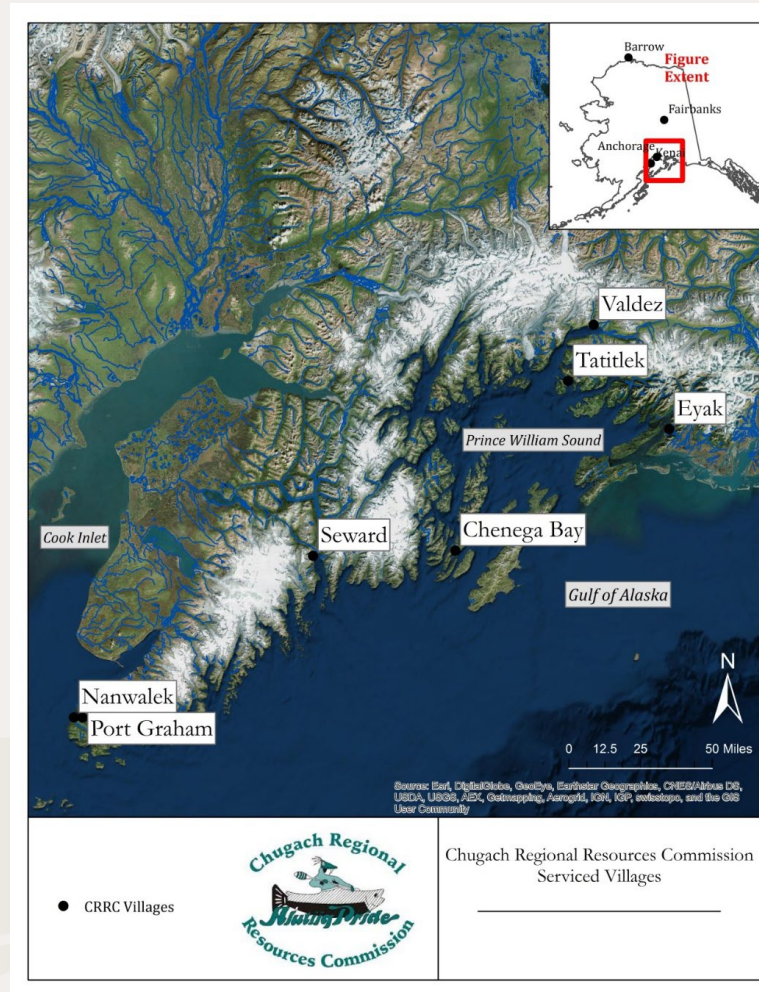 Barrow
Figure
Extent
Fairbanks
Anchorage
Kenai
Valdez
Tatitlek
Eyak
Prince William Sound
Cook Inlet
Seward
Chenega Bay
Gulf of Alaska
Nanwalek
Port Graham
N
0 12.5 25 50 Miles
Source: Esri, DigitalGlobe, GeoEye, Earthstar Geographics, CNES/Airbus DS,
USDA, USGS, AEX, Getmapping, Aerogrid, IGN, IGP, swisstopo, and the GIS
User Community
CRRC Villages
Chugach Regional
Alutiiq Pride
Resources Commission
Chugach Regional Resources Commission
Serviced Villages